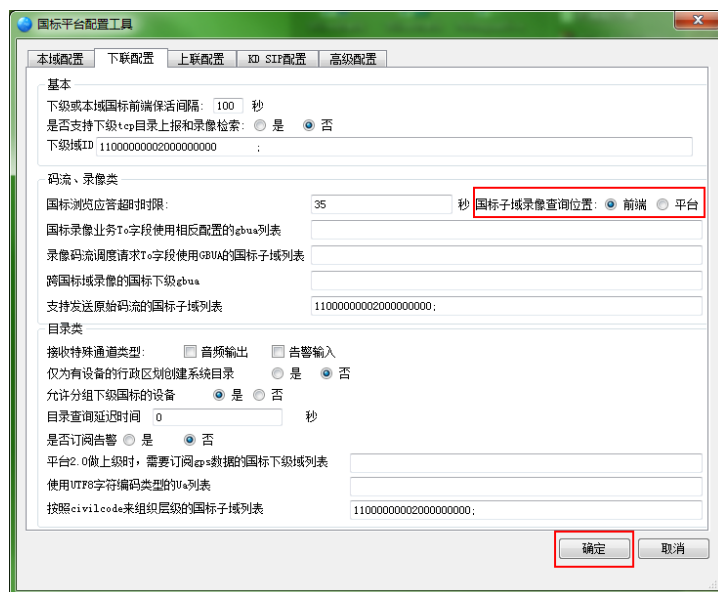 国标平台配置工具
本域配置 下联配置 上联配置 KD SIP配置 高级配置
基本
下级或本域国标前端保活间隔: 100 秒
是否支持下级tcp目录上报和录像检索: 是 否
下级域ID 11000000002000000000 ;
码流、录像类
国标浏览应答超时时限: 35 秒 国标子域录像查询位置: 前端 平台
国标录像业务To字段使用相反配置的gbua列表
录像码流调度请求To字段使用GBUA的国标子域列表
跨国标域录像的国标下级gbua
支持发送原始码流的国标子域列表 11000000002000000000;
目录类
接收特殊通道类型: 音频输出 告警输入
仅为有设备的行政区划创建系统目录 是 否
允许分组下级国标的设备 是 否
目录查询延迟时间 0 秒
是否订阅告警 是 否
平台2.0做上级时，需要订阅gps数据的国标下级域列表
使用UTF8字符编码类型的Ua列表
按照civilcode来组织层级的国标子域列表 11000000002000000000;
确定 取消